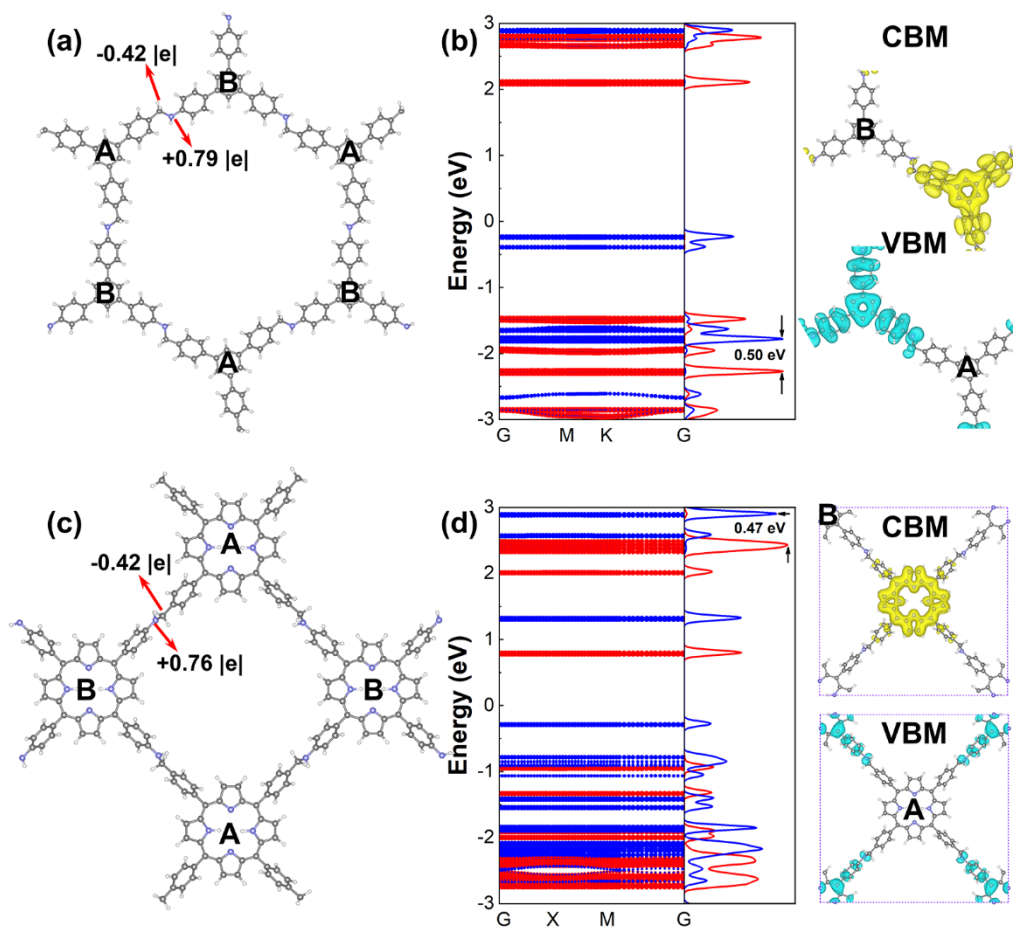 (a)
-0.42 |e|
+0.79 |e|
B
A
A
B
B
A
(b)
Energy (eV)
3
2
1
0
-1
-2
-3
G
M
K
G
0.50 eV
CBM
B
VBM
A
(c)
-0.42 |e|
+0.76 |e|
A
B
B
A
(d)
Energy (eV)
3
2
1
0
-1
-2
-3
G
X
M
G
0.47 eV
B
CBM
VBM
A